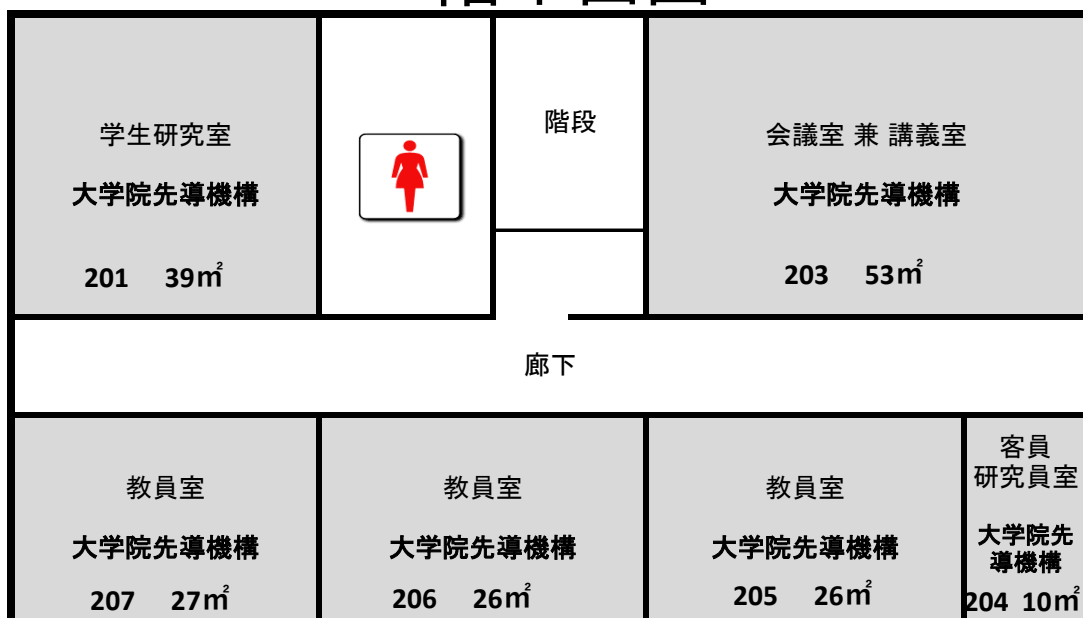 学生研究室
大学院先導機構
201 39㎡
階段
会議室 兼 講義室
大学院先導機構
203 53㎡
廊下
教員室
大学院先導機構
207 27㎡
教員室
大学院先導機構
206 26㎡
教員室
大学院先導機構
205 26㎡
客員
研究員室
大学院先
導機構
204 10㎡